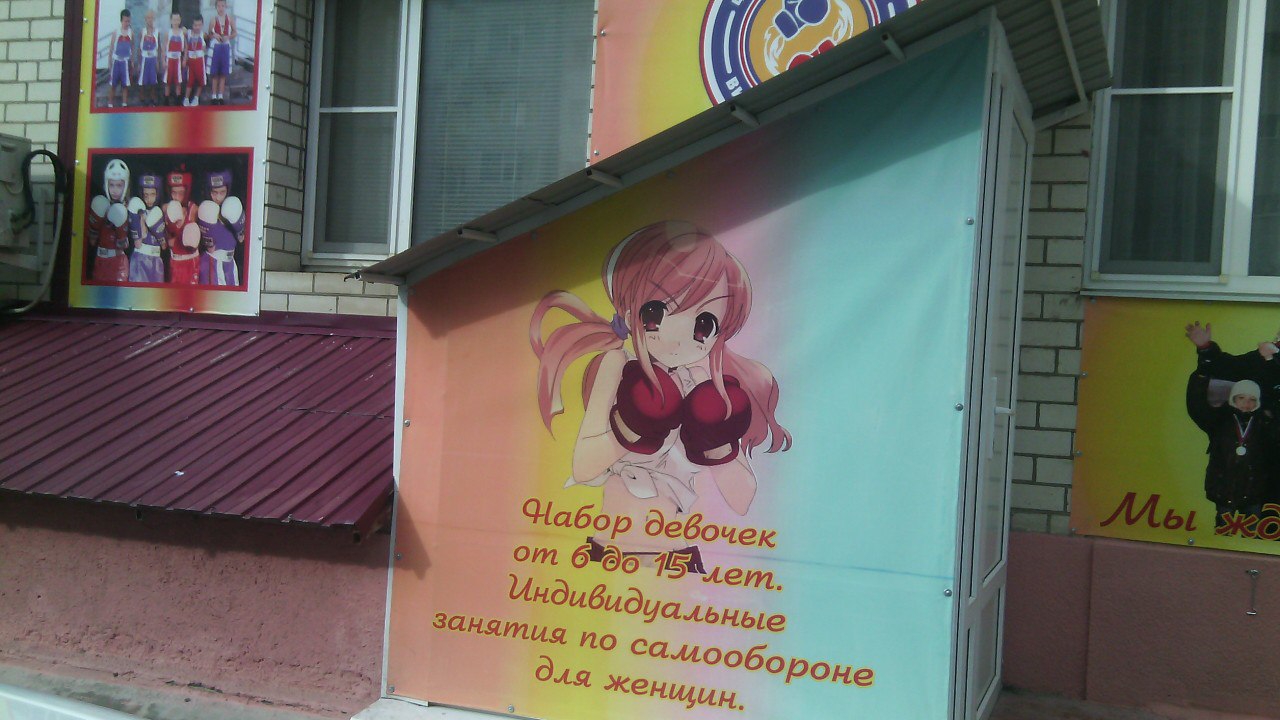 Набор девочек
от 6 до 15 лет.
Индивидуальные
занятия по самообороне
для женщин.
Мы